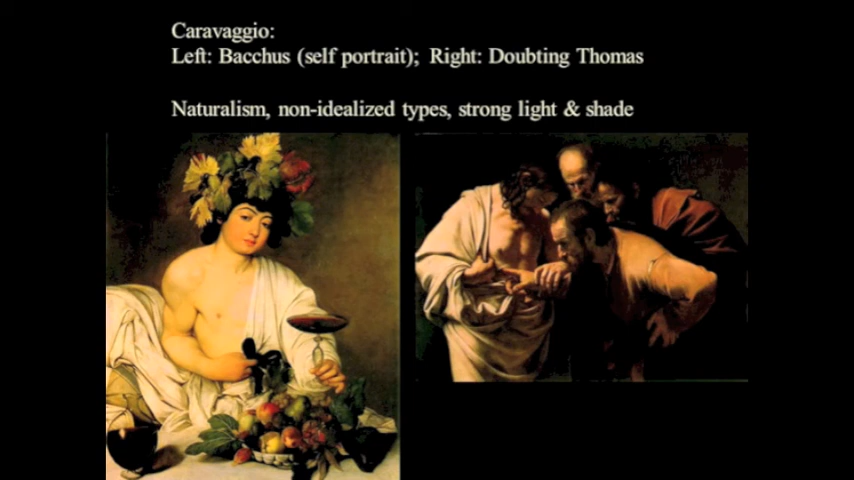 Caravaggio:
Left: Bacchus (self portrait); Right: Doubting Thomas
Naturalism, non-idealized types, strong light & shade